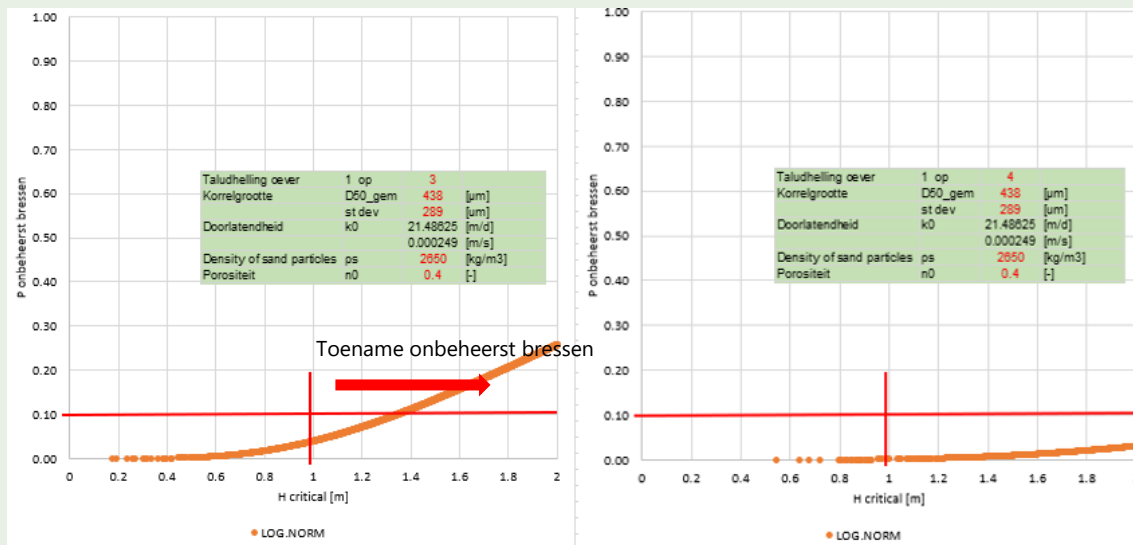 1.00
0.90
0.80
0.70
0.60
0.50
0.40
0.30
0.20
0.10
0.00
P onbeheerst bressen
Taludhelling oever 1 op 3
Korrelgrootte D50_gem 438 [µm]
st dev 289 [um]
Doorlatendheid k0 21.48625 [m/d]
0.000249 [m/s]
Density of sand particles ps 2650 [kg/m3]
Porositeit n0 0.4 [-]
Toename onbeheerst bressen
0 0.2 0.4 0.6 0.8 1 1.2 1.4 1.6 1.8 2
H critical [m]
LOG.NORM
1.00
0.90
0.80
0.70
0.60
0.50
0.40
0.30
0.20
0.10
0.00
P onbeheerst bressen
Taludhelling oever 1 op 4
Korrelgrootte D50_gem 438 [µm]
st dev 289 [um]
Doorlatendheid k0 21.48625 [m/d]
0.000249 [m/s]
Density of sand particles ps 2650 [kg/m3]
Porositeit n0 0.4 [-]
0 0.2 0.4 0.6 0.8 1 1.2 1.4 1.6 1.8
H critical [m]
LOG.NORM